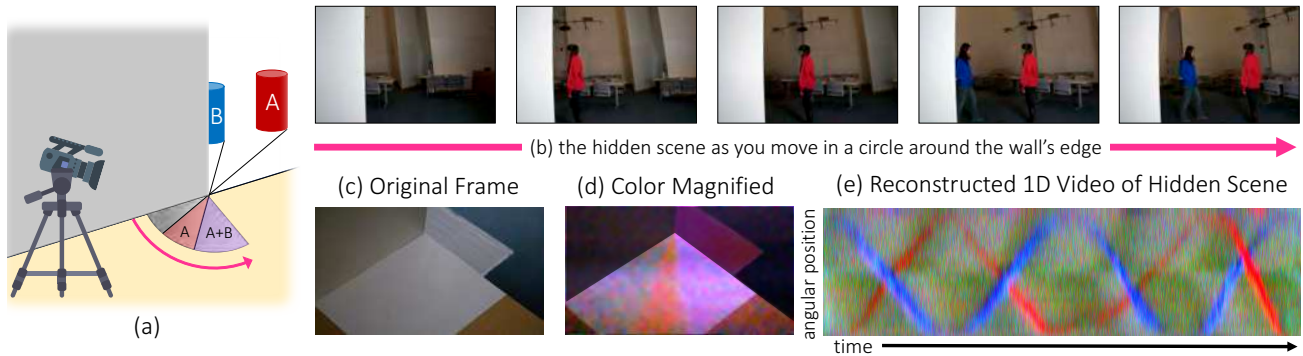 B
A
A
A+B
(a)
(b) the hidden scene as you move in a circle around the wall's edge
(c) Original Frame
(d) Color Magnified
(e) Reconstructed 1D Video of Hidden Scene
angular position
time